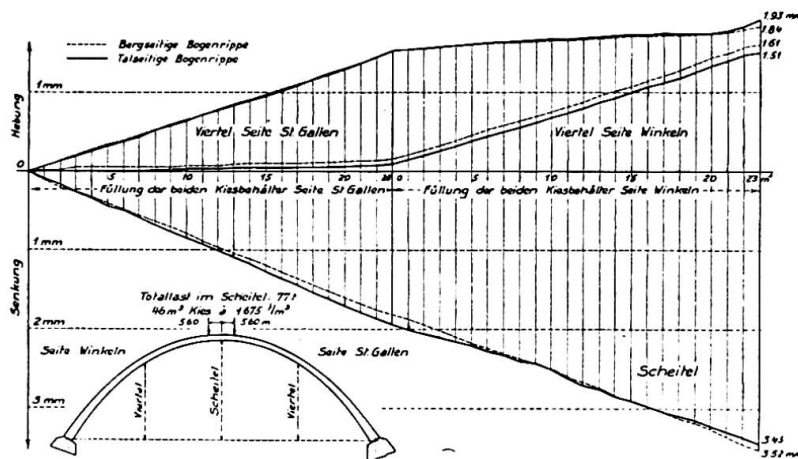 1.93 mm
1.84
1.61
1.51
Bergseitige Bogenrippe
Talseitige Bogenrippe
Hebung
1 mm
Viertel Seite St. Gallen
Viertel Seite Winkeln
0
5 10 15 20 5 10 15 20 23 m³
Füllung der beiden Kiesbehälter Seite St. Gallen
Füllung der beiden Kiesbehälter Seite Winkeln
Senkung
1 mm
Totallast im Scheitel: 77 t
46 m³ Kies à 1675
2 mm
560 560 m
Seite Winkeln
Seite St. Gallen
Scheitel
3 mm
Viertel
Scheitel
Viertel
3.43
3.52 mm